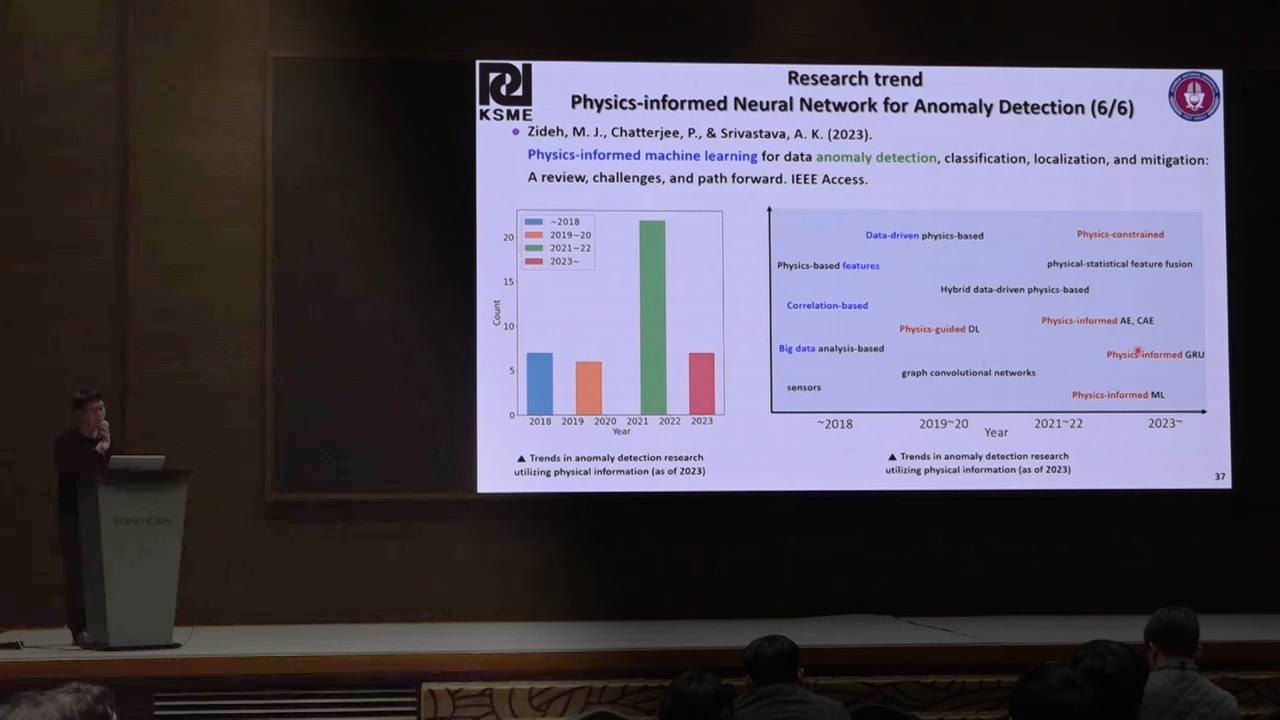 KSME
Research trend
Physics-informed Neural Network for Anomaly Detection (6/6)
Zideh, M. J., Chatterjee, P., & Srivastava, A. K. (2023).
Physics-informed machine learning for data anomaly detection, classification, localization, and mitigation:
A review, challenges, and path forward. IEEE Access.
~2018
2019~20
2021~22
2023~
20
15
10
5
0
Count
2018 2019 2020 2021 2022 2023
Year
▲ Trends in anomaly detection research
utilizing physical information (as of 2023)
Data-driven physics-based
Physics-constrained
Physics-based features
physical-statistical feature fusion
Hybrid data-driven physics-based
Correlation-based
Physics-informed AE, CAE
Physics-guided DL
Big data analysis-based
Physics-informed GRU
graph convolutional networks
sensors
Physics-informed ML
~2018 2019~20 2021~22 2023~
Year
▲ Trends in anomaly detection research
utilizing physical information (as of 2023)
37